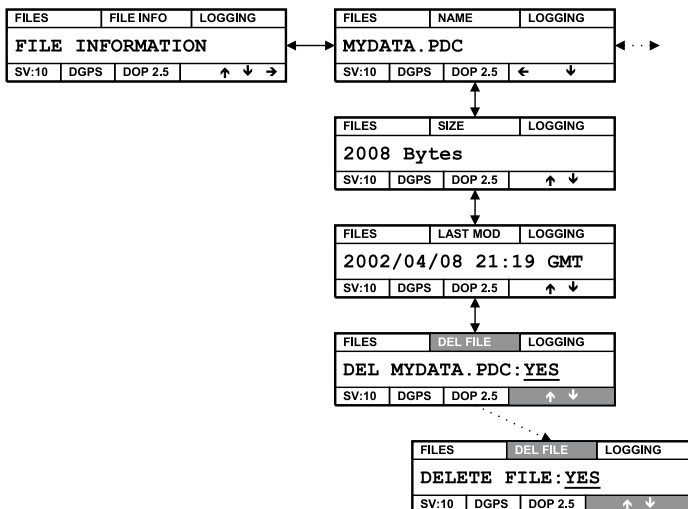 FILES FILE INFO LOGGING
FILE INFORMATION
SV:10 DGPS DOP 2.5
FILES NAME LOGGING
MYDATA.PDC
SV:10 DGPS DOP 2.5
FILES SIZE LOGGING
2008 Bytes
SV:10 DGPS DOP 2.5
FILES LAST MOD LOGGING
2002/04/08 21:19 GMT
SV:10 DGPS DOP 2.5
FILES DEL FILE LOGGING
DEL MYDATA.PDC:YES
SV:10 DGPS DOP 2.5
FILES DEL FILE LOGGING
DELETE FILE:YES
SV:10 DGPS DOP 2.5